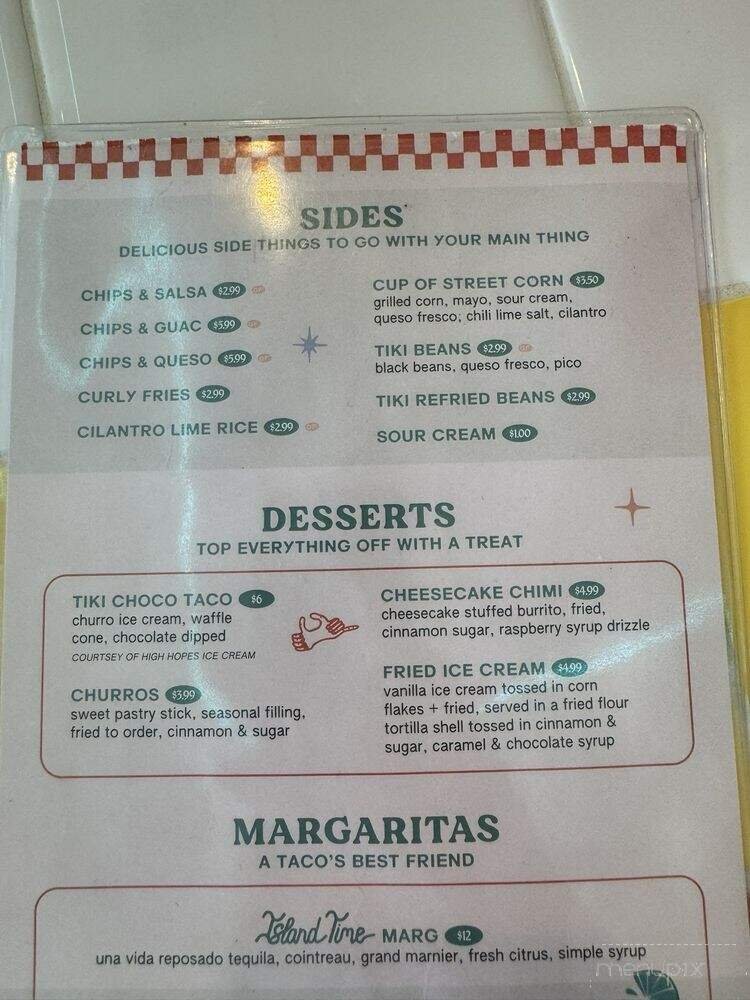 SIDES
DELICIOUS SIDE THINGS TO GO WITH YOUR MAIN THING
CHIPS & SALSA $2.99 GF
CHIPS & GUAC $5.99 GF
CHIPS & QUESO $5.99 GF
CURLY FRIES $2.99
CILANTRO LIME RICE $2.99 GF
CUP OF STREET CORN $3.50
grilled corn, mayo, sour cream,
queso fresco, chili lime salt, cilantro
TIKI BEANS $2.99 GF
black beans, queso fresco, pico
TIKI REFRIED BEANS $2.99
SOUR CREAM $1.00
DESSERTS
TOP EVERYTHING OFF WITH A TREAT
TIKI CHOCO TACO $6
churro ice cream, waffle
cone, chocolate dipped
COURTSEY OF HIGH HOPES ICE CREAM
CHURROS $3.99
sweet pastry stick, seasonal filling,
fried to order, cinnamon & sugar
CHEESECAKE CHIMI $4.99
cheesecake stuffed burrito, fried,
cinnamon sugar, raspberry syrup drizzle
FRIED ICE CREAM $4.99
vanilla ice cream tossed in corn
flakes + fried, served in a fried flour
tortilla shell tossed in cinnamon &
sugar, caramel & chocolate syrup
MARGARITAS
A TACO'S BEST FRIEND
Island Time MARG $12
una vida reposado tequila, cointreau, grand marnier, fresh citrus, simple syrup
menupix